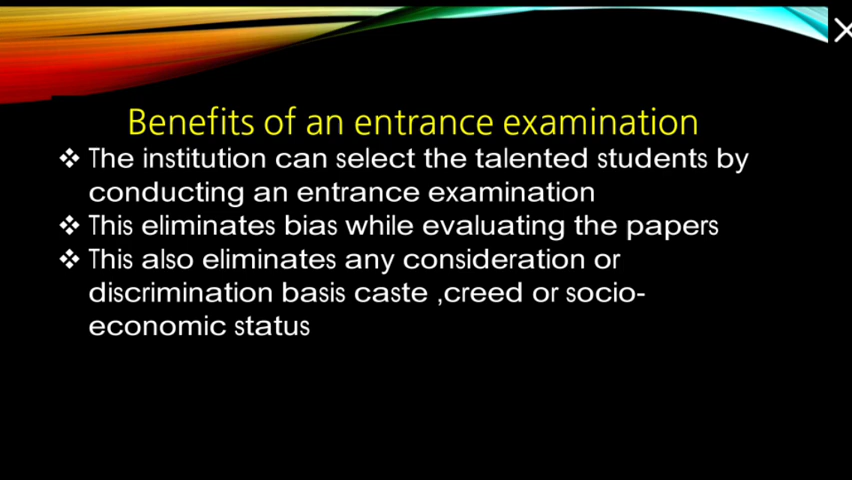 Benefits of an entrance examination
❖ The institution can select the talented students by
conducting an entrance examination
❖ This eliminates bias while evaluating the papers
❖ This also eliminates any consideration or
discrimination basis caste ,creed or socio-
economic status